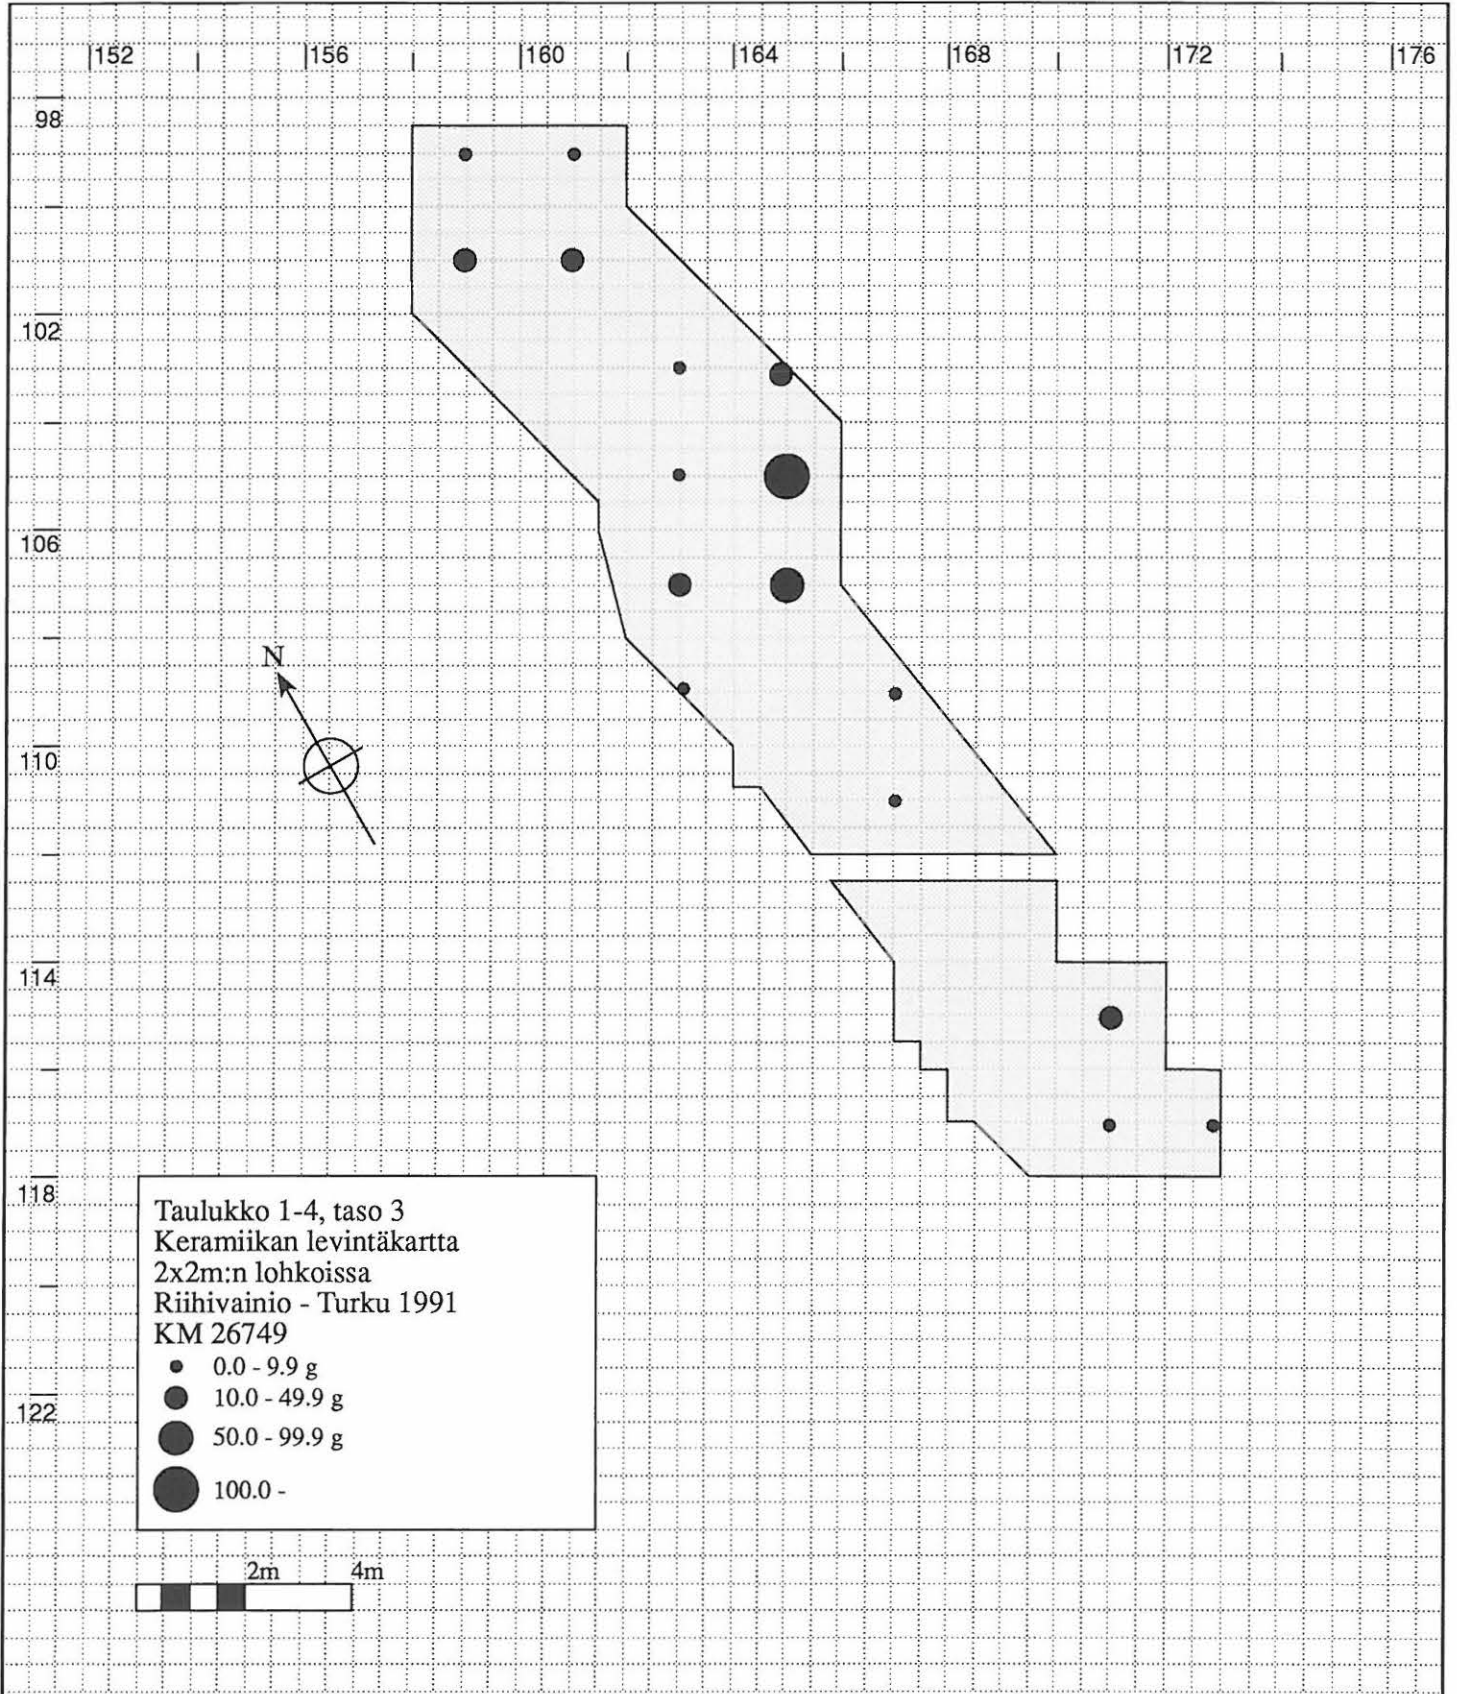 152 156 160 164 168 172 176
98
102
106
N
110
114
118
Taulukko 1-4, taso 3
Keramiikan levintäkartta
2x2m:n lohkoissa
Riihivainio - Turku 1991
KM 26749
0.0 - 9.9 g
10.0 - 49.9 g
122
50.0 - 99.9 g
100.0 -
2m 4m